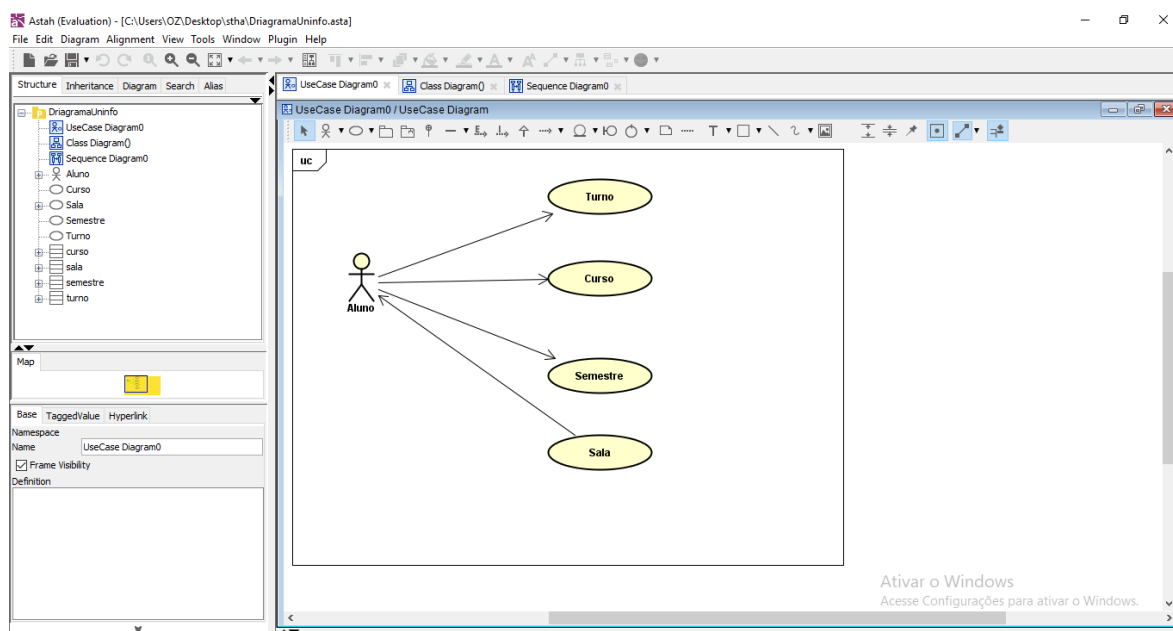 Astah (Evaluation) - [C:\Users\OZ\Desktop\stha\DriagramaUninfo.asta]
File Edit Diagram Alignment View Tools Window Plugin Help
Structure Inheritance Diagram Search Alias
UseCase Diagram0 Class Diagram() Sequence Diagram0
DriagramaUninfo
UseCase Diagram0
Class Diagram()
Sequence Diagram0
Aluno
Curso
Sala
Semestre
Turno
curso
sala
semestre
turno
Map
Base TaggedValue Hyperlink
Namespace
Name UseCase Diagram0
Frame Visibility
Definition
UseCase Diagram0 / UseCase Diagram
uc
Turno
Curso
Aluno
Semestre
Sala
Ativar o Windows
Acesse Configurações para ativar o Windows.